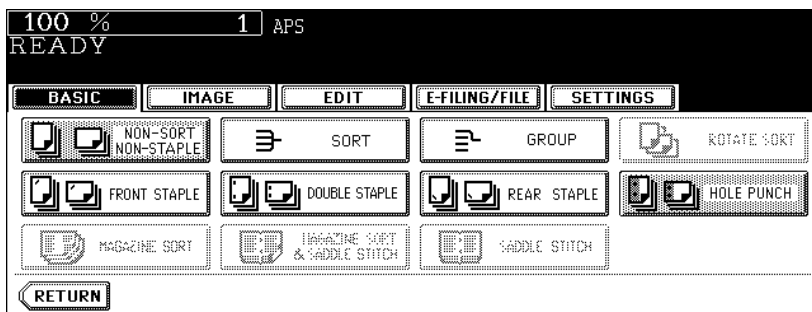 100 % 1 APS
READY
BASIC IMAGE EDIT E-FILING/FILE SETTINGS
NON-SORT
NON-STAPLE
SORT GROUP ROTATE SORT
FRONT STAPLE DOUBLE STAPLE REAR STAPLE HOLE PUNCH
MAGAZINE SORT
MAGAZINE SORT
& SADDLE STITCH
SADDLE STITCH
RETURN